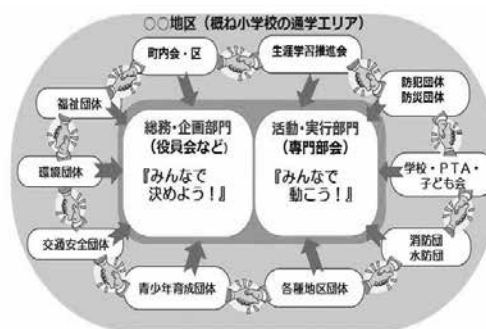 ○○地区（概ね小学校の通学エリア）
町内会・区
生涯学習推進会
福祉団体
防犯団体
防災団体
総務・企画部門
（役員会など）
『みんなで
決めよう！』
活動・実行部門
（専門部会）
『みんなで
動こう！』
環境団体
学校・ＰＴＡ・
子ども会
交通安全団体
消防団
水防団
青少年育成団体
各種地区団体